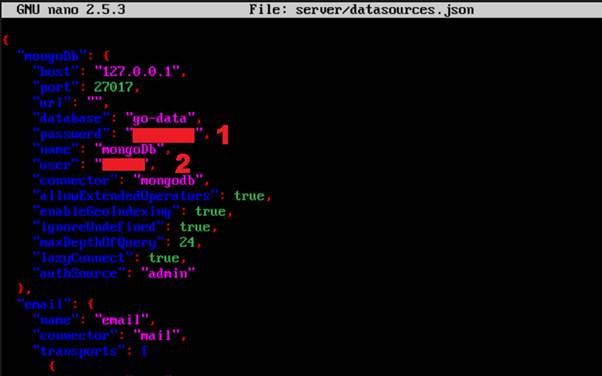 GNU nano 2.5.3 File: server/datasources.json
{
"mongoDb": {
"host": "127.0.0.1",
"port": 27017,
"url": "",
"database": "go-data",
"password": "", 1
"name": "mongoDb",
"user": "", 2
"connector": "mongodb",
"allowExtendedOperators": true,
"enableGeoIndexing": true,
"ignoreUndefined": true,
"maxDepthOfQuery": 24,
"lazyConnect": true,
"authSource": "admin"
},
"email": {
"name": "email",
"connector": "mail",
"transports": [
{